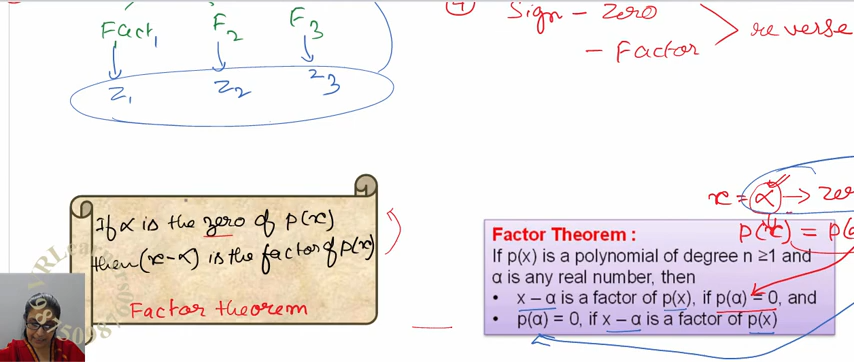 Fact₁ F₂ F₃
Z₁ Z₂ Z₃
④ Sign - Zero
- Factor
reverse
If α is the zero of p(x)
then (x-α) is the factor of p(x)
Factor theorem
x = α → zer
p(x) = p(a
Factor Theorem :
If p(x) is a polynomial of degree n ≥1 and
α is any real number, then
• x – α is a factor of p(x), if p(α) = 0, and
• p(α) = 0, if x – α is a factor of p(x)